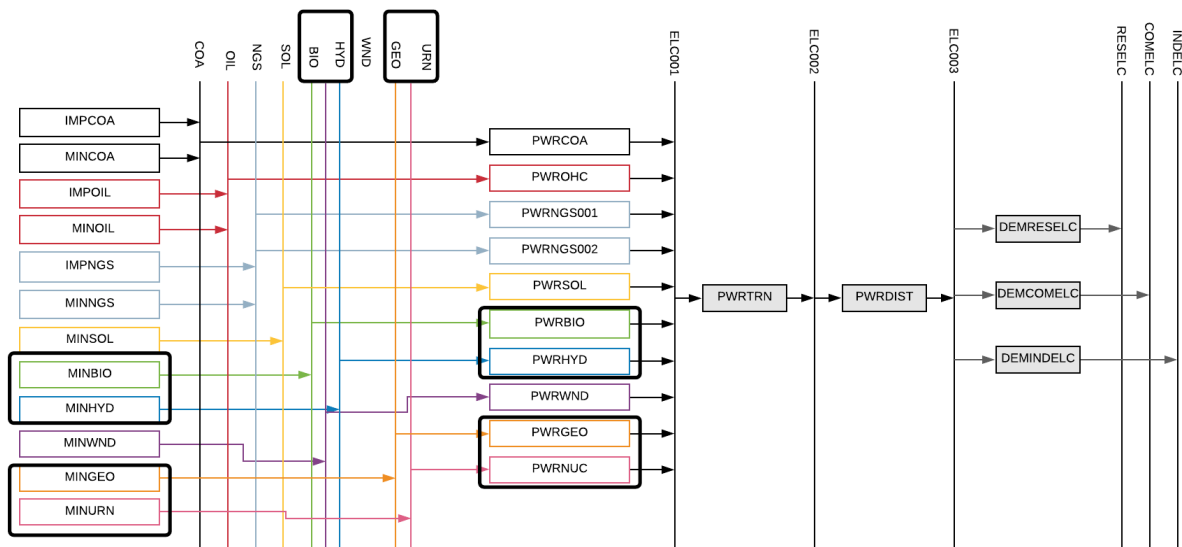 COA
OIL
NGS
SOL
BIO
HYD
WND
GEO
URN
ELC001
ELC002
ELC003
RESELC
COMELC
INDELC
IMPCOA
MINCOA
IMPOIL
MINOIL
IMPNGS
MINNGS
MINSOL
MINBIO
MINHYD
MINWND
MINGEO
MINURN
PWRCOA
PWROHC
PWRNGS001
PWRNGS002
PWRSOL
PWRBIO
PWRHYD
PWRWND
PWRGEO
PWRNUC
PWRTRN
PWRDIST
DEMRESELC
DEMCOMELC
DEMINDELC